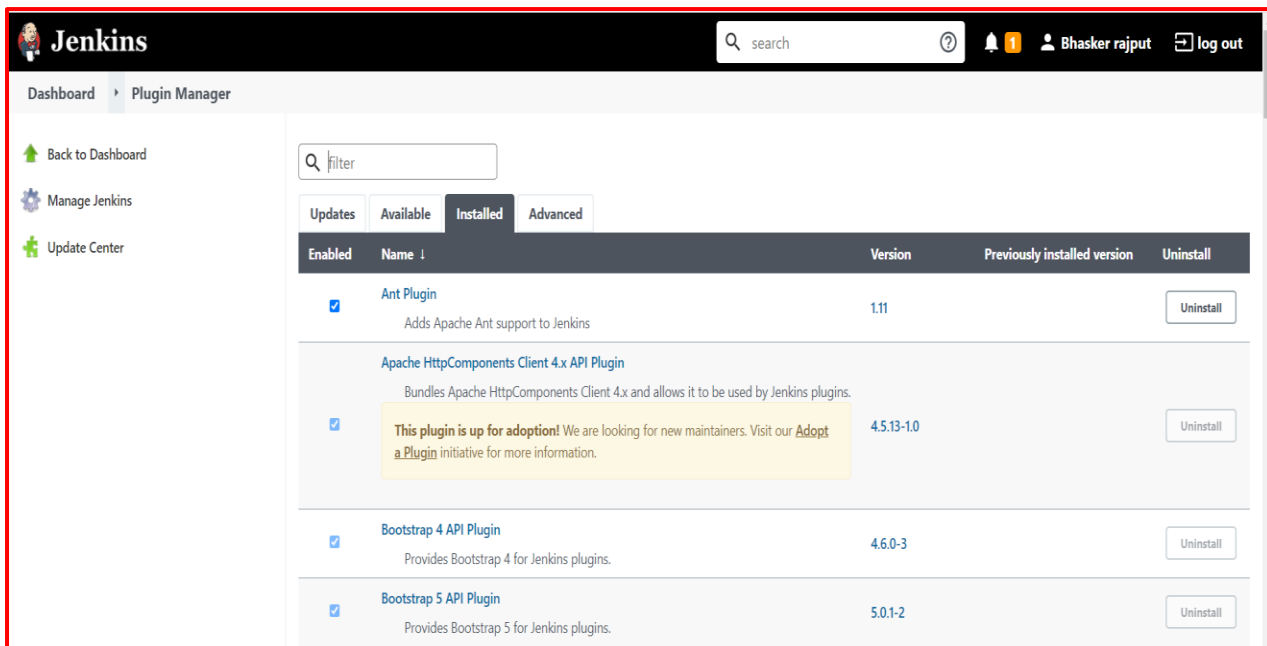 Jenkins
search
1
Bhasker rajput
log out
Dashboard
Plugin Manager
Back to Dashboard
Manage Jenkins
Update Center
filter
Updates Available Installed Advanced
Enabled Name ↓ Version Previously installed version Uninstall
Ant Plugin
Adds Apache Ant support to Jenkins
1.11
Uninstall
Apache HttpComponents Client 4.x API Plugin
Bundles Apache HttpComponents Client 4.x and allows it to be used by Jenkins plugins.
This plugin is up for adoption! We are looking for new maintainers. Visit our Adopt
a Plugin initiative for more information.
4.5.13-1.0
Uninstall
Bootstrap 4 API Plugin
Provides Bootstrap 4 for Jenkins plugins.
4.6.0-3
Uninstall
Bootstrap 5 API Plugin
Provides Bootstrap 5 for Jenkins plugins.
5.0.1-2
Uninstall